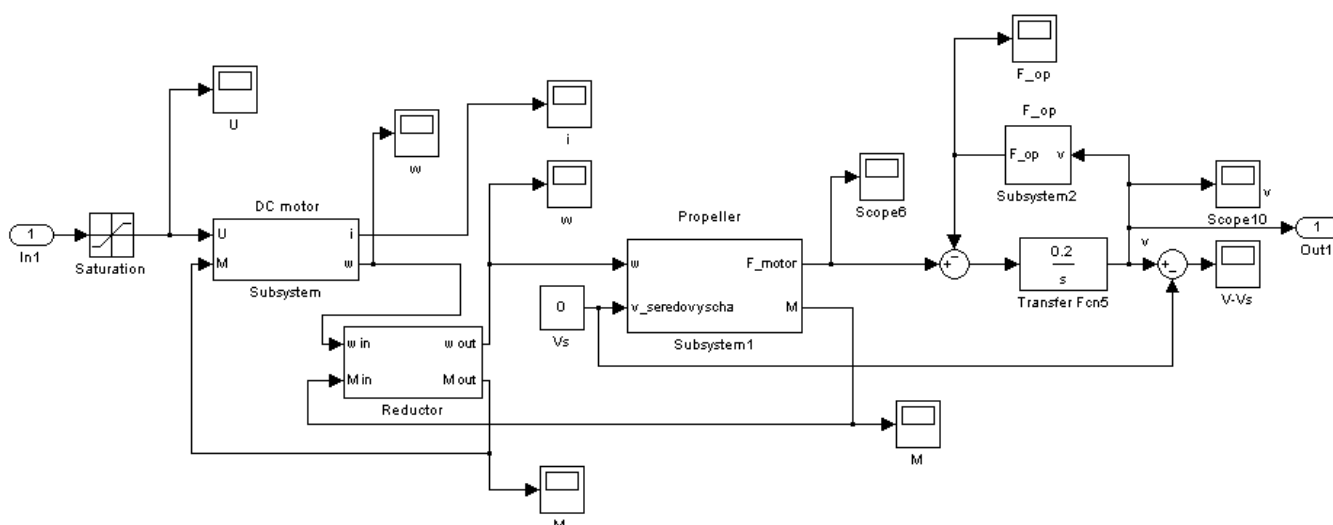 F_op
U
i
w
F_op
F_op
v
Subsystem2
w
Scope6
v
Scope10
DC motor
Propeller
1
In1
Saturation
U
i
M
w
Subsystem
w
F_motor
v_seredovyscha
M
Subsystem1
0
Vs
+
-
0.2
s
Transfer Fcn5
v
+
-
V-Vs
1
Out1
w in
w out
M in
M out
Reductor
M
M